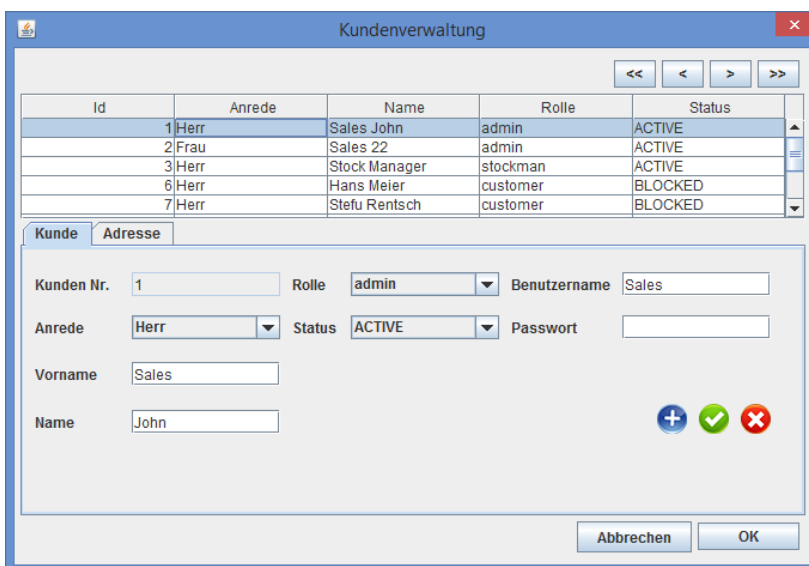 Kundenverwaltung
<< < > >>
Id Anrede Name Rolle Status
1 Herr Sales John admin ACTIVE
2 Frau Sales 22 admin ACTIVE
3 Herr Stock Manager stockman ACTIVE
6 Herr Hans Meier customer BLOCKED
7 Herr Stefu Rentsch customer BLOCKED
Kunde Adresse
Kunden Nr. 1 Rolle admin Benutzername Sales
Anrede Herr Status ACTIVE Passwort
Vorname Sales
Name John
Abbrechen OK